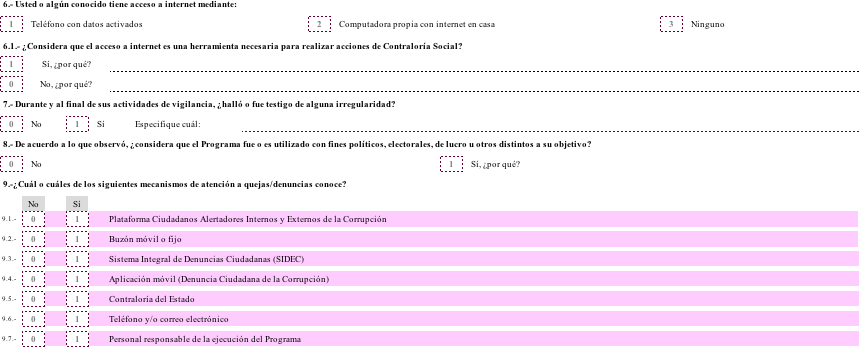 6.- Usted o algún conocido tiene acceso a internet mediante:
1 Teléfono con datos activados 2 Computadora propia con internet en casa 3 Ninguno
6.1.- ¿Considera que el acceso a internet es una herramienta necesaria para realizar acciones de Contraloría Social?
1 Sí, ¿por qué?
0 No, ¿por qué?
7.- Durante y al final de sus actividades de vigilancia, ¿halló o fue testigo de alguna irregularidad?
0 No 1 Sí Especifique cuál:
8.- De acuerdo a lo que observó, ¿considera que el Programa fue o es utilizado con fines políticos, electorales, de lucro u otros distintos a su objetivo?
0 No 1 Sí, ¿por qué?
9.-¿Cuál o cuáles de los siguientes mecanismos de atención a quejas/denuncias conoce?
No Sí
9.1.- 0 1 Plataforma Ciudadanos Alertadores Internos y Externos de la Corrupción
9.2.- 0 1 Buzón móvil o fijo
9.3.- 0 1 Sistema Integral de Denuncias Ciudadanas (SIDEC)
9.4.- 0 1 Aplicación móvil (Denuncia Ciudadana de la Corrupción)
9.5.- 0 1 Contraloría del Estado
9.6.- 0 1 Teléfono y/o correo electrónico
9.7.- 0 1 Personal responsable de la ejecución del Programa